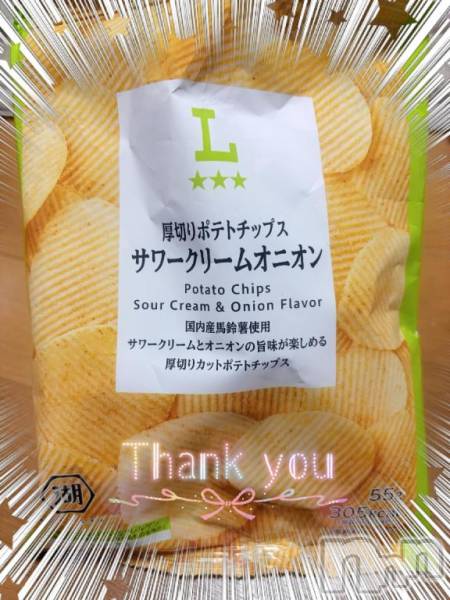 L
★★★
厚切りポテトチップス
サワークリームオニオン
Potato Chips
Sour Cream & Onion Flavor
国内産馬鈴薯使用
サワークリームとオニオンの旨味が楽しめる
厚切りカットポテトチップス
Thank you
湖
55g
305kcal